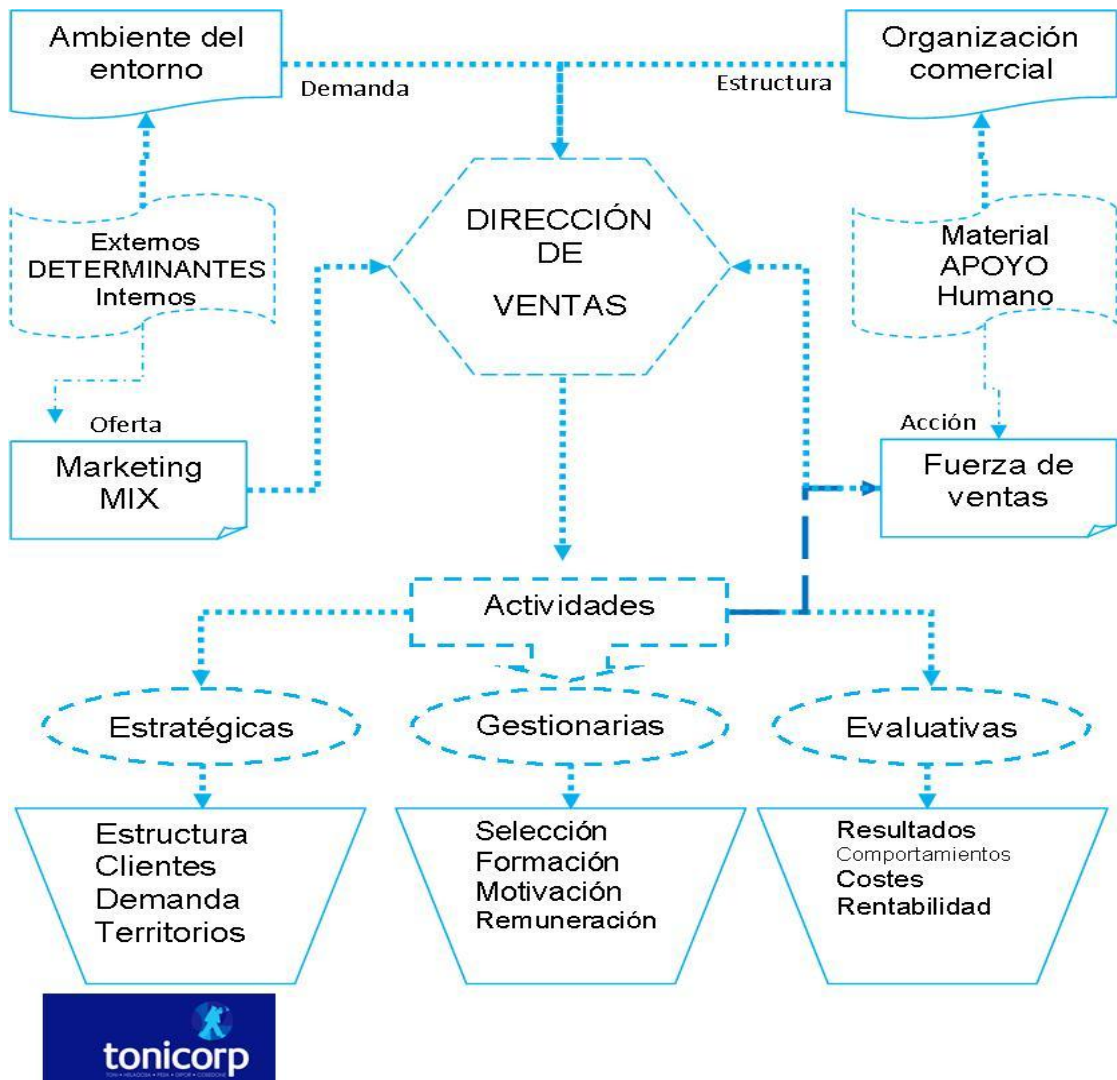 Ambiente del
entorno
Organización
comercial
Demanda
Estructura
DIRECCIÓN
DE
VENTAS
Externos
DETERMINANTES
Internos
Material
APOYO
Humano
Oferta
Acción
Marketing
MIX
Fuerza de
ventas
Actividades
Estratégicas
Gestionarias
Evaluativas
Estructura
Clientes
Demanda
Territorios
Selección
Formación
Motivación
Remuneración
Resultados
Comportamientos
Costes
Rentabilidad
tonicorp